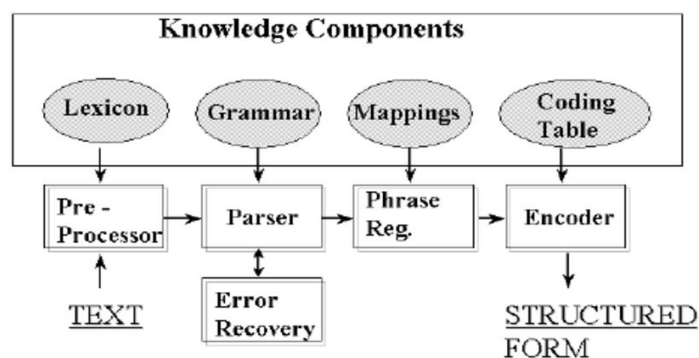 Knowledge Components
Lexicon
Grammar
Mappings
Coding
Table
Pre -
Processor
Parser
Phrase
Reg.
Encoder
TEXT
Error
Recovery
STRUCTURED
FORM